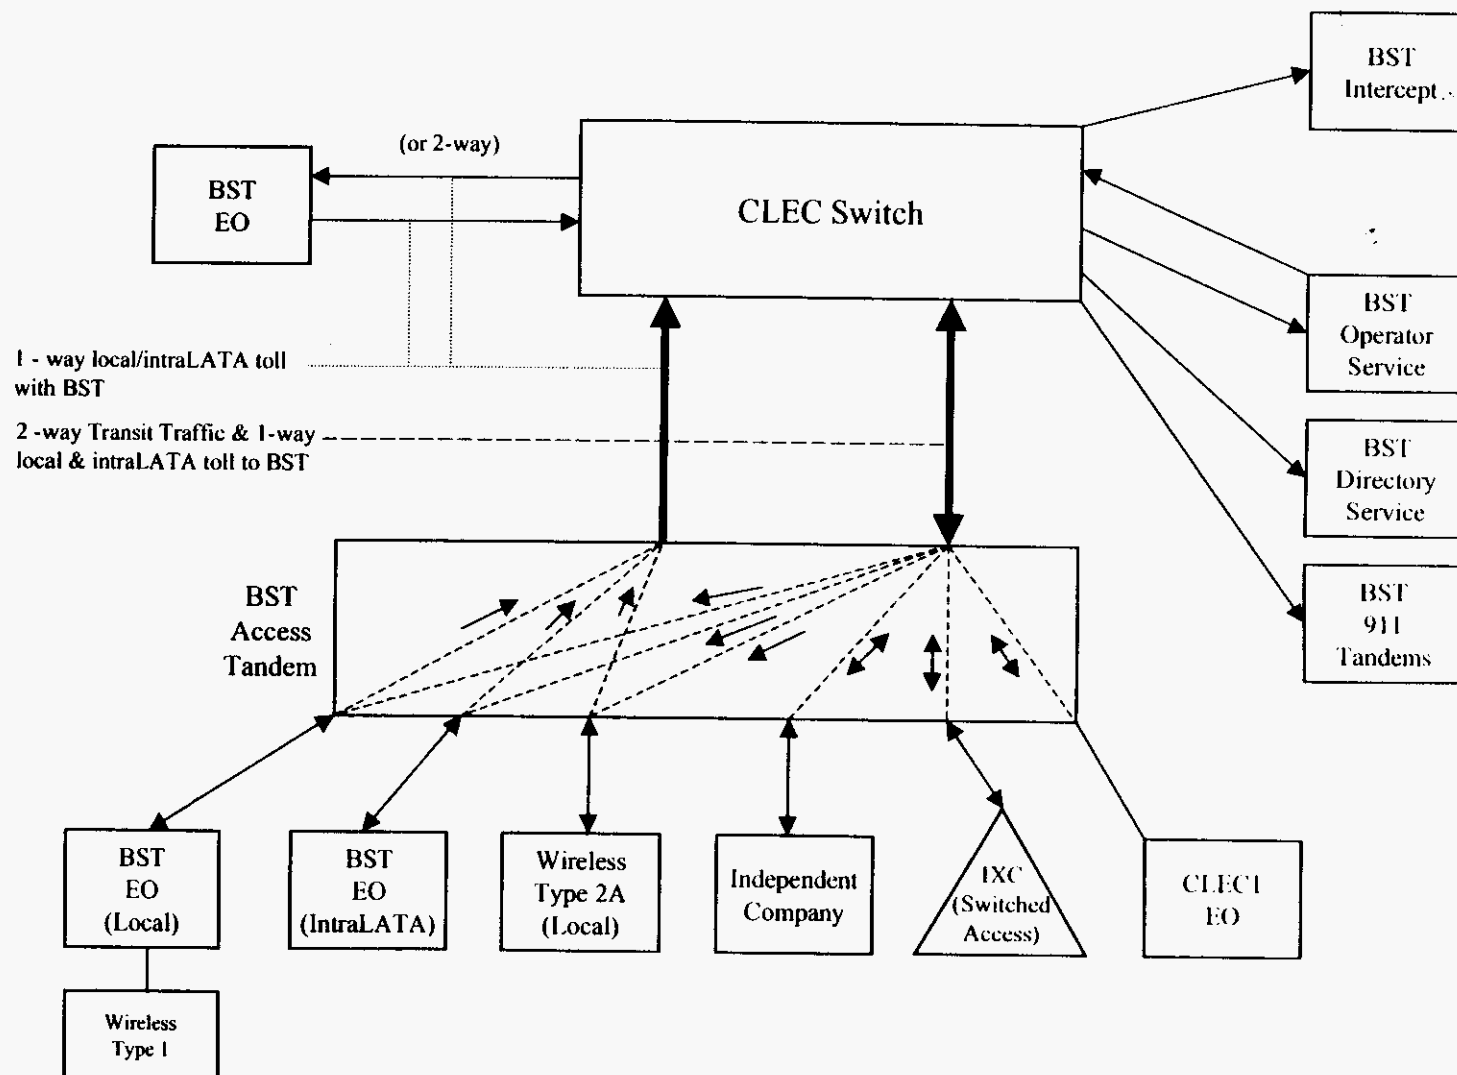 BST
Intercept
(or 2-way)
BST
EO
CLEC Switch
BST
Operator
Service
1 - way local/intraLATA toll
with BST
2 -way Transit Traffic & 1-way
local & intraLATA toll to BST
BST
Directory
Service
BST
Access
Tandem
BST
911
Tandems
BST
EO
(Local)
BST
EO
(IntraLATA)
Wireless
Type 2A
(Local)
Independent
Company
IXC
(Switched
Access)
CLEC1
EO
Wireless
Type 1